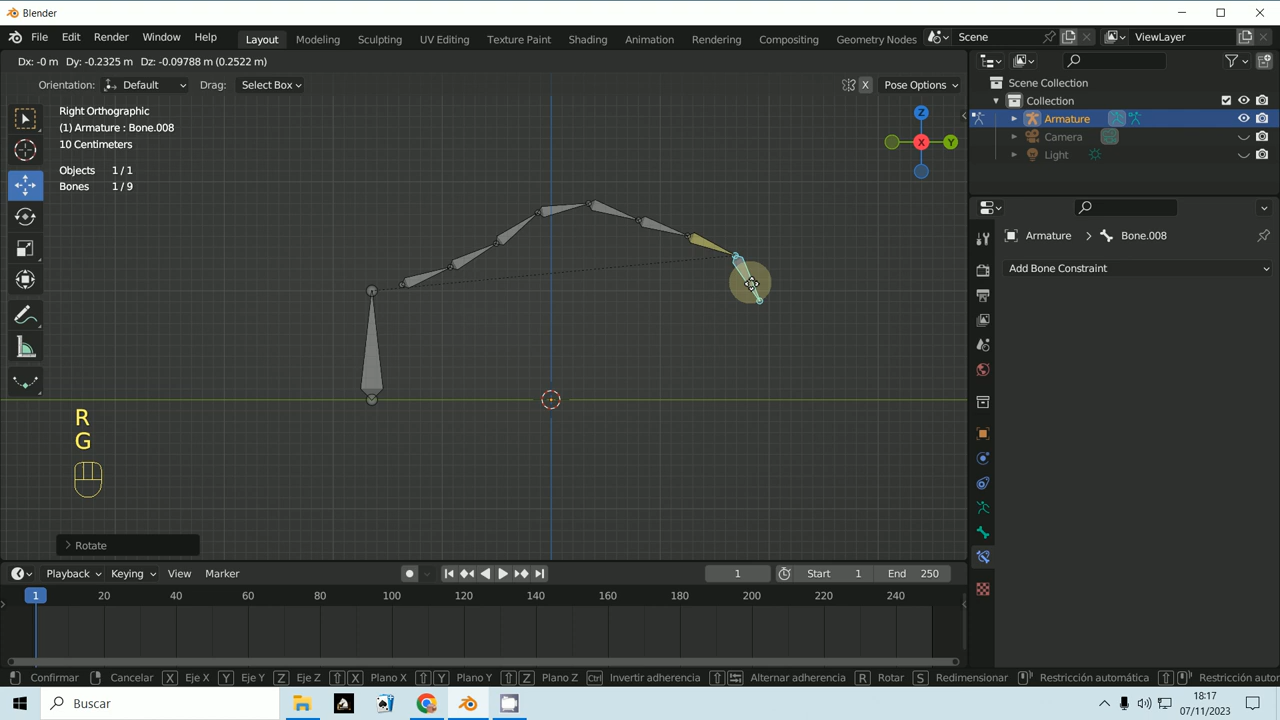 Blender
File Edit Render Window Help Layout Modeling Sculpting UV Editing Texture Paint Shading Animation Rendering Compositing Geometry Nodes Scene ViewLayer
Dx: -0 m Dy: -0.2325 m Dz: -0.09788 m (0.2522 m)
Orientation: Default Drag: Select Box X Pose Options
Right Orthographic
(1) Armature : Bone.008
10 Centimeters
Objects 1 / 1
Bones 1 / 9
Z
X
Y
Scene Collection
Collection
Armature
Camera
Light
Armature > Bone.008
Add Bone Constraint
R
G
Rotate
Playback Keying View Marker 1 Start 1 End 250
1 20 40 60 80 100 120 140 160 180 200 220 240
Confirmar Cancelar X Eje X Y Eje Y Z Eje Z X Plano X Y Plano Y Z Plano Z Ctrl Invertir adherencia Alternar adherencia R Rotar S Redimensionar Restricción automática Restricción automátic
Buscar
18:17
07/11/2023